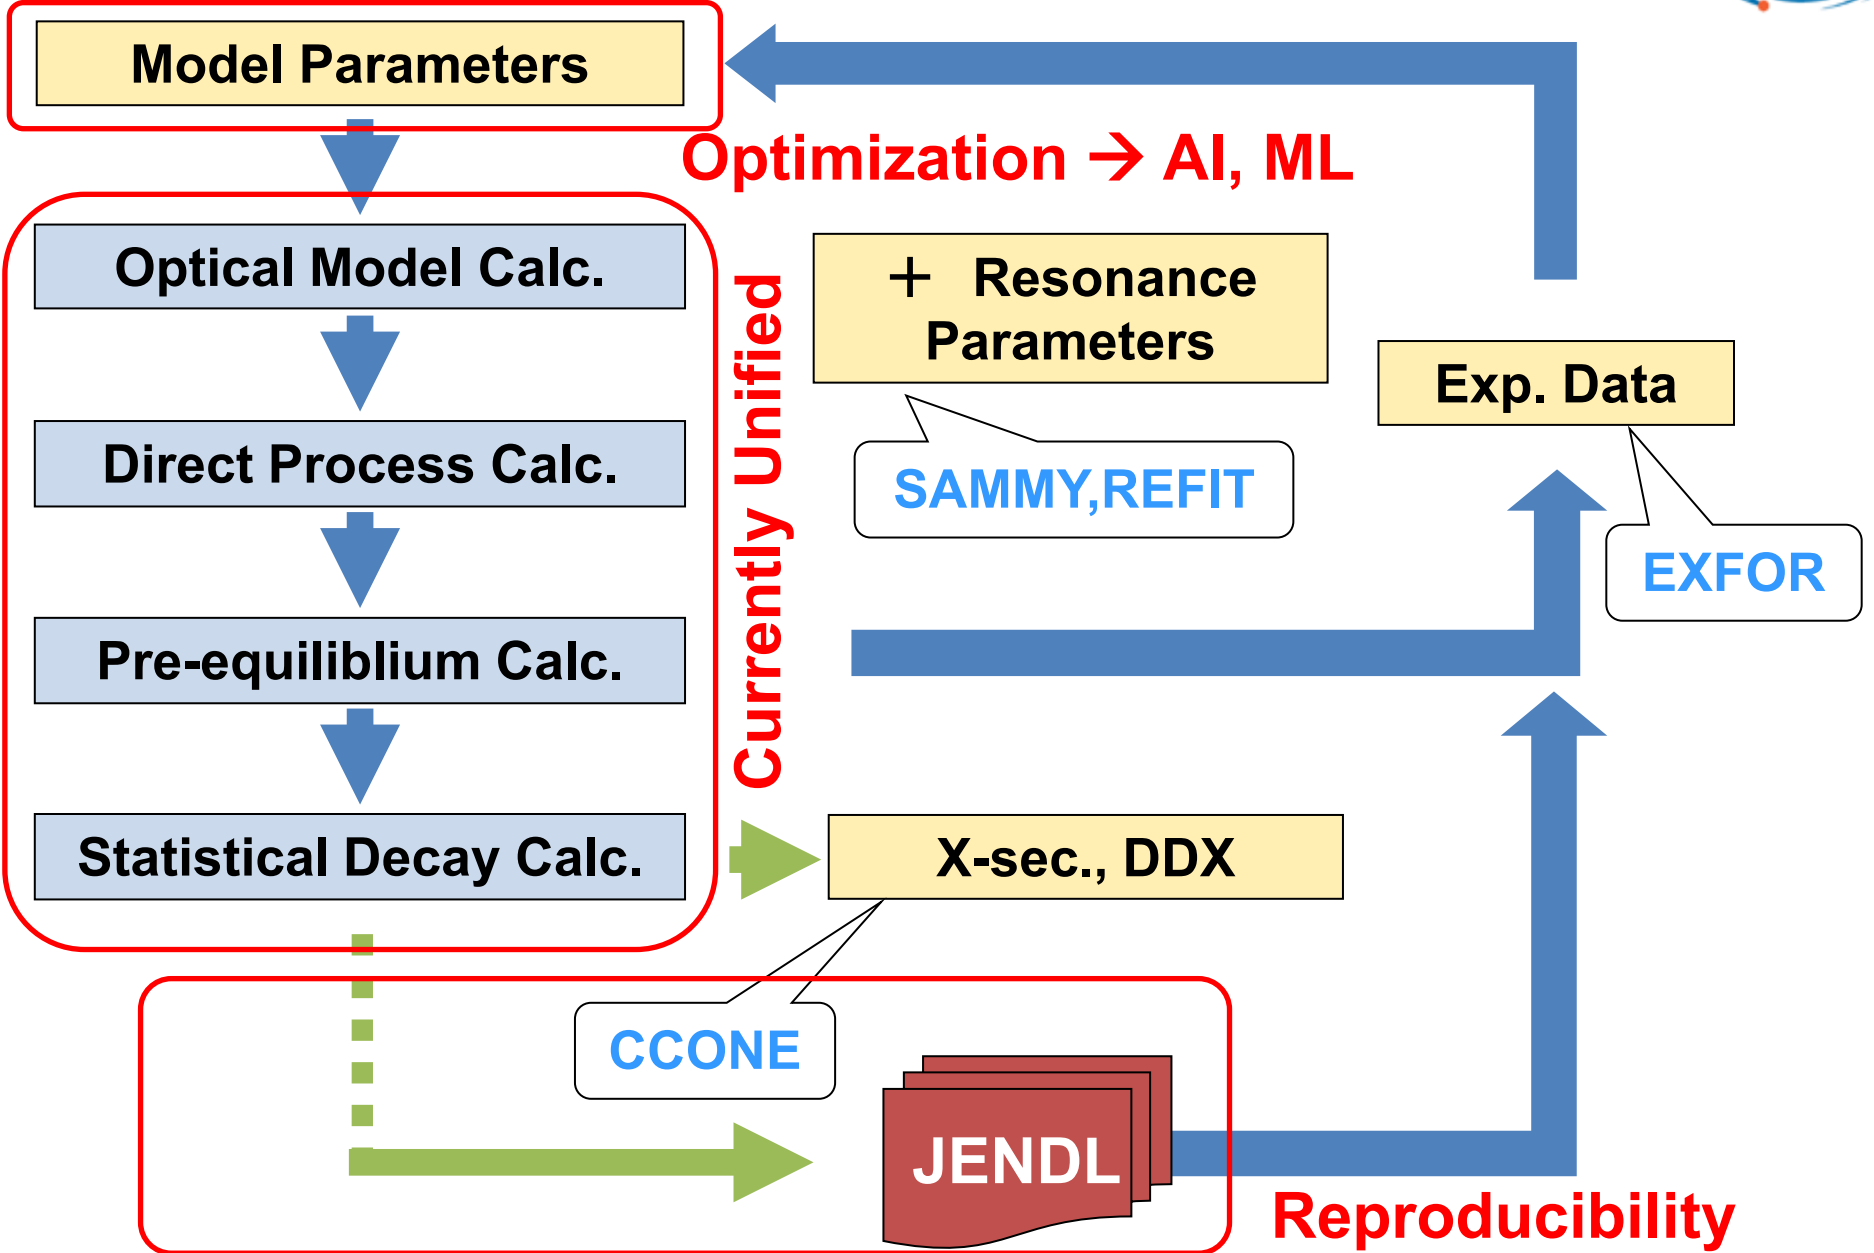 Model Parameters
Optimization → AI, ML
Optical Model Calc.
Direct Process Calc.
Pre-equiliblium Calc.
Statistical Decay Calc.
Currently Unified
+ Resonance
Parameters
SAMMY,REFIT
Exp. Data
EXFOR
X-sec., DDX
CCONE
JENDL
Reproducibility